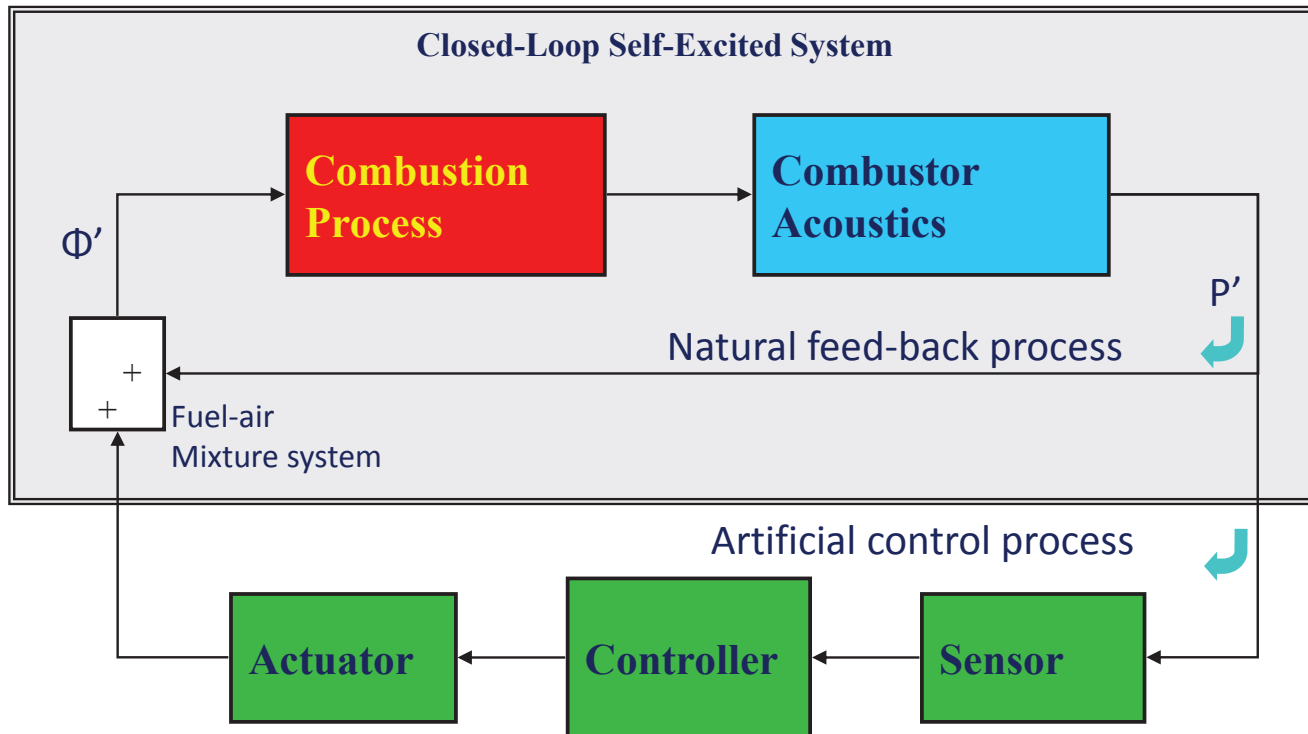 Closed-Loop Self-Excited System
Combustion
Process
Combustor
Acoustics
Φ’
P’
Natural feed-back process
+
+
Fuel-air
Mixture system
Artificial control process
Actuator
Controller
Sensor